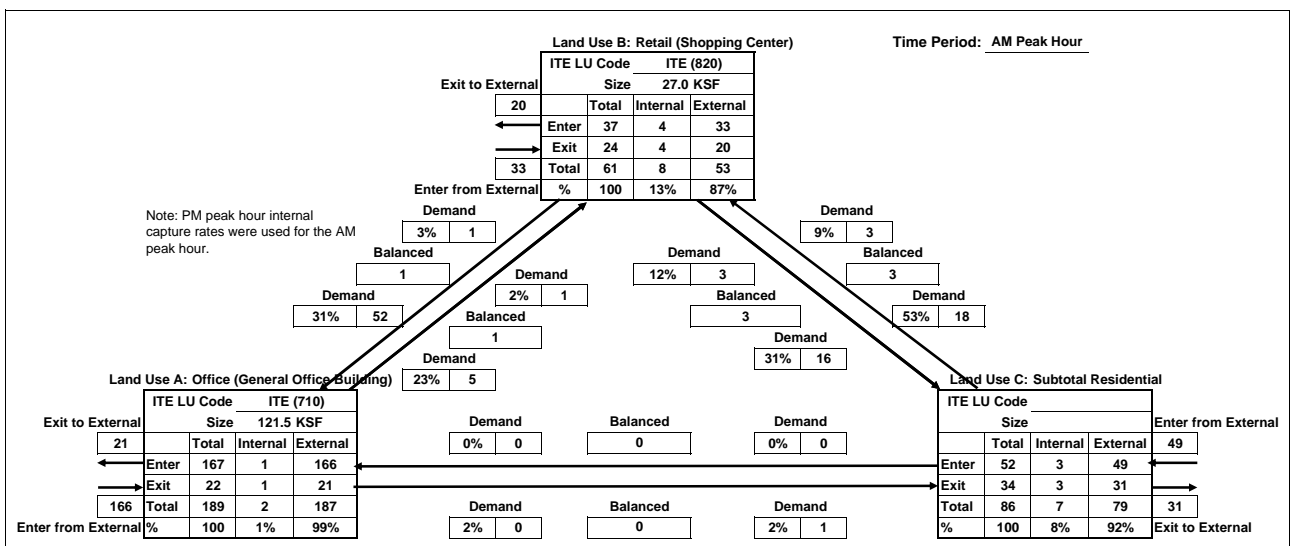 Land Use B: Retail (Shopping Center)
Time Period: AM Peak Hour
ITE LU Code ITE (820)
Exit to External Size 27.0 KSF
20 Total Internal External
Enter 37 4 33
Exit 24 4 20
33 Total 61 8 53
Enter from External % 100 13% 87%
Note: PM peak hour internal
capture rates were used for the AM
peak hour.
Demand
3% 1
Balanced
1
Demand
31% 52
Demand
2% 1
Balanced
1
Demand
23% 5
Demand
12% 3
Balanced
3
Demand
31% 16
Demand
9% 3
Balanced
3
Demand
53% 18
Land Use A: Office (General Office Building)
ITE LU Code ITE (710)
Exit to External Size 121.5 KSF
21 Total Internal External
Enter 167 1 166
Exit 22 1 21
166 Total 189 2 187
Enter from External % 100 1% 99%
Demand Balanced Demand
0% 0 0 0% 0
Demand Balanced Demand
2% 0 0 2% 1
Land Use C: Subtotal Residential
ITE LU Code
Size Enter from External
Total Internal External 49
Enter 52 3 49
Exit 34 3 31
Total 86 7 79 31
% 100 8% 92% Exit to External